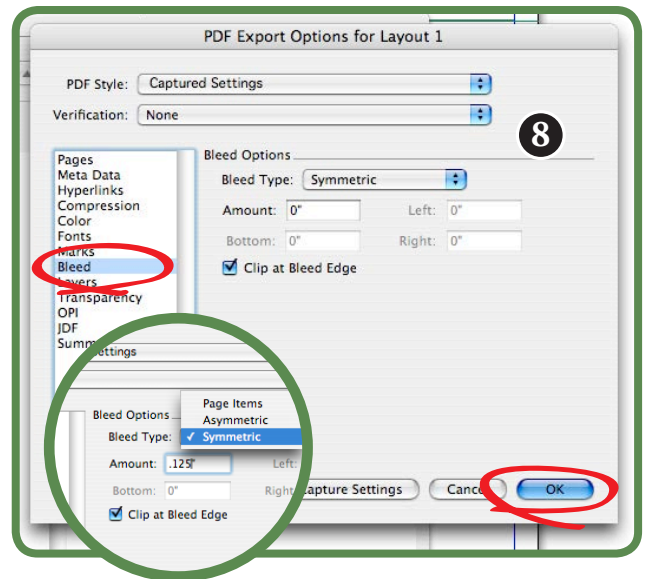 PDF Export Options for Layout 1
PDF Style: Captured Settings
Verification: None
8
Pages
Meta Data
Hyperlinks
Compression
Color
Fonts
Marks
Bleed
Layers
Transparency
OPI
JDF
Bleed Options
Bleed Type: Symmetric
Amount: 0" Left: 0"
Bottom: 0" Right: 0"
Clip at Bleed Edge
Bleed Options
Bleed Type:
Page Items
Asymmetric
✓ Symmetric
Amount: .125" Left:
Bottom: 0" Right
Clip at Bleed Edge
Capture Settings Cancel OK